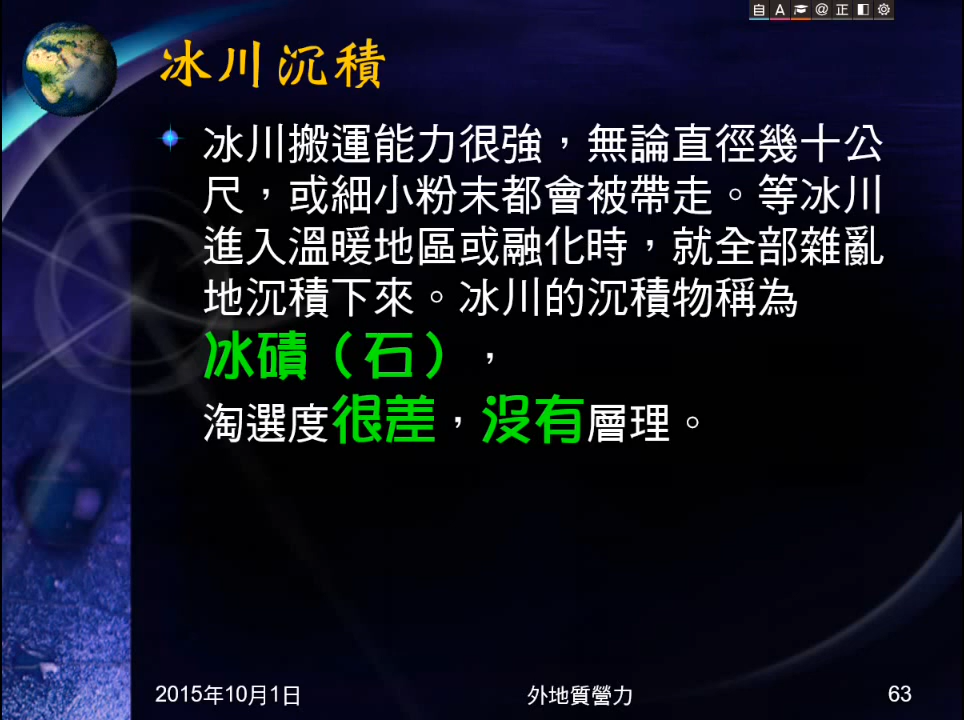 自 A @ 正
冰川沉積
冰川搬運能力很強，無論直徑幾十公
尺，或細小粉末都會被帶走。等冰川
進入溫暖地區或融化時，就全部雜亂
地沉積下來。冰川的沉積物稱為
冰磧（石），
淘選度很差，沒有層理。
2015年10月1日
外地質營力
63